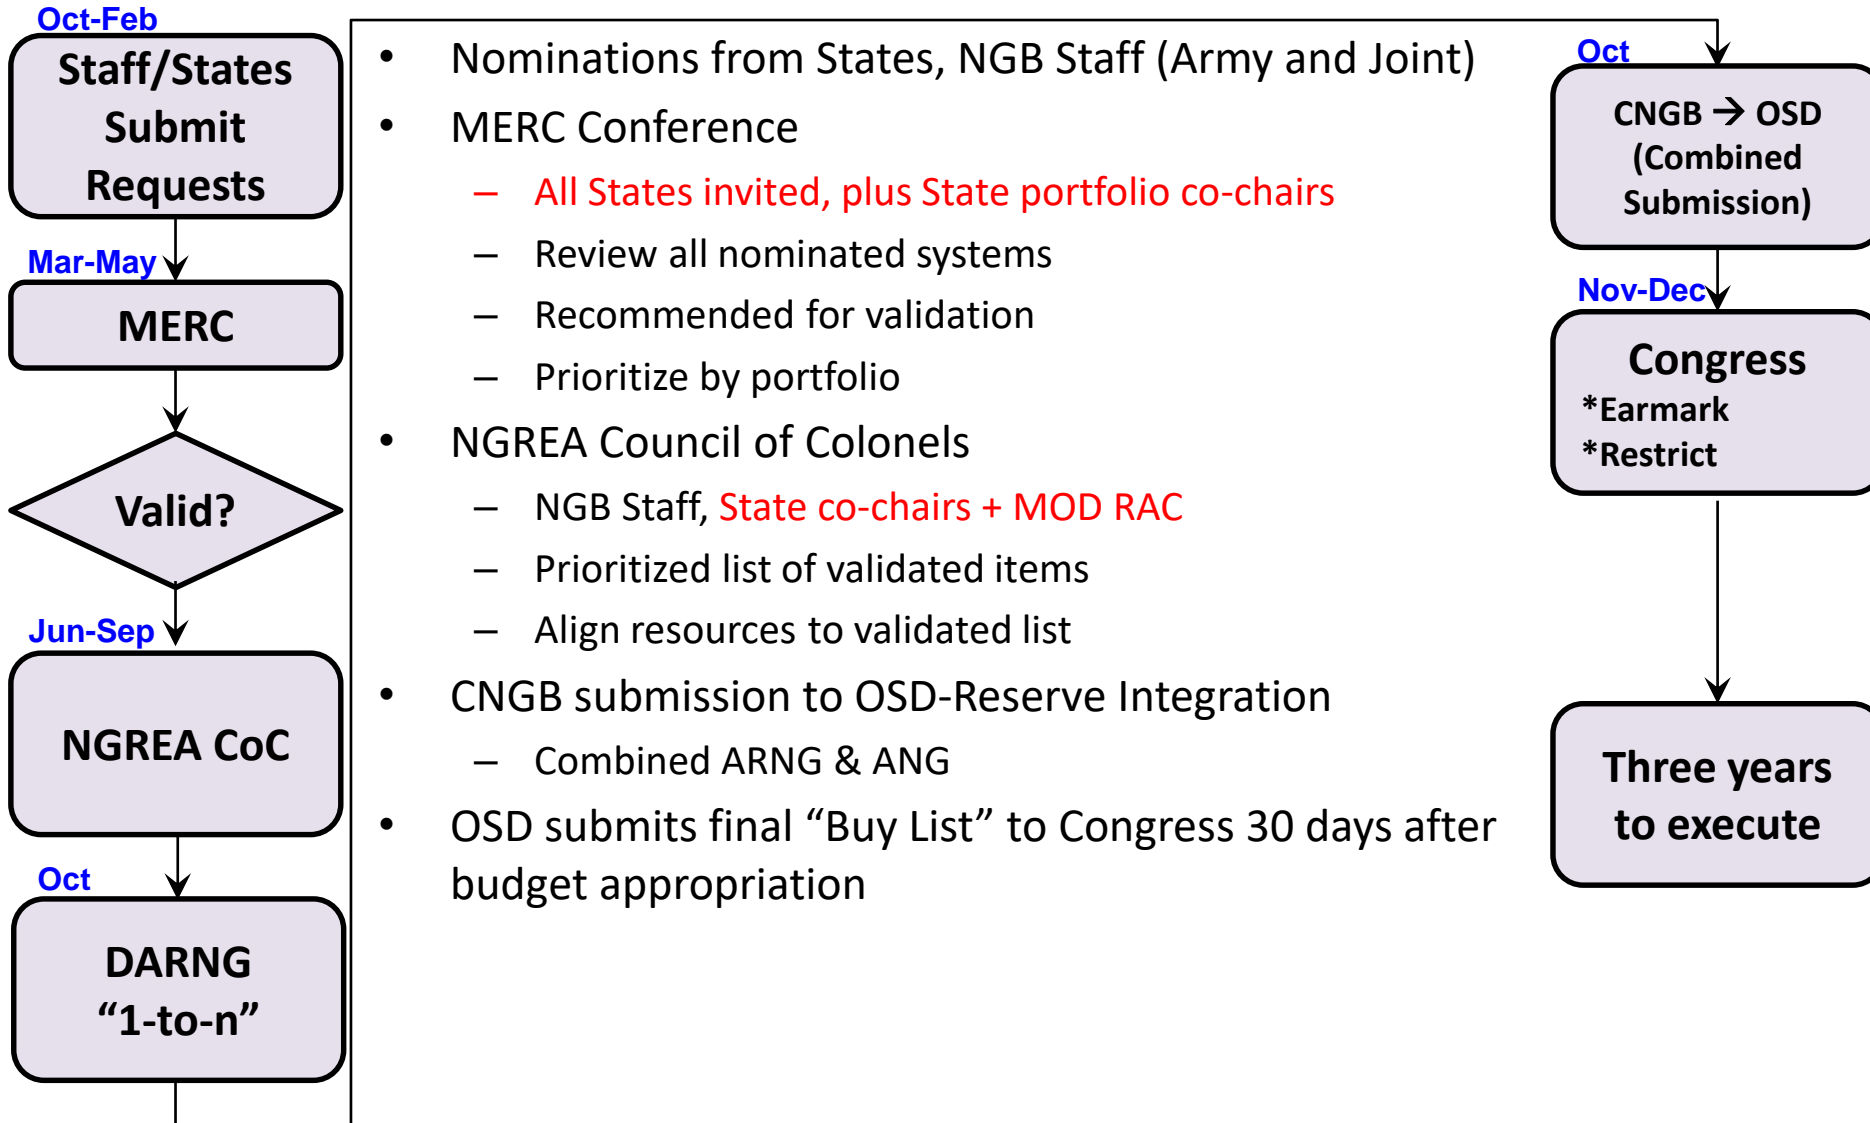 Oct-Feb
Staff/States
Submit
Requests
Mar-May
MERC
Valid?
Jun-Sep
NGREA CoC
Oct
DARNG
“1-to-n”
• Nominations from States, NGB Staff (Army and Joint)
• MERC Conference
– All States invited, plus State portfolio co-chairs
– Review all nominated systems
– Recommended for validation
– Prioritize by portfolio
• NGREA Council of Colonels
– NGB Staff, State co-chairs + MOD RAC
– Prioritized list of validated items
– Align resources to validated list
• CNGB submission to OSD-Reserve Integration
– Combined ARNG & ANG
• OSD submits final “Buy List” to Congress 30 days after
budget appropriation
Oct
CNGB → OSD
(Combined
Submission)
Nov-Dec
Congress
*Earmark
*Restrict
Three years
to execute